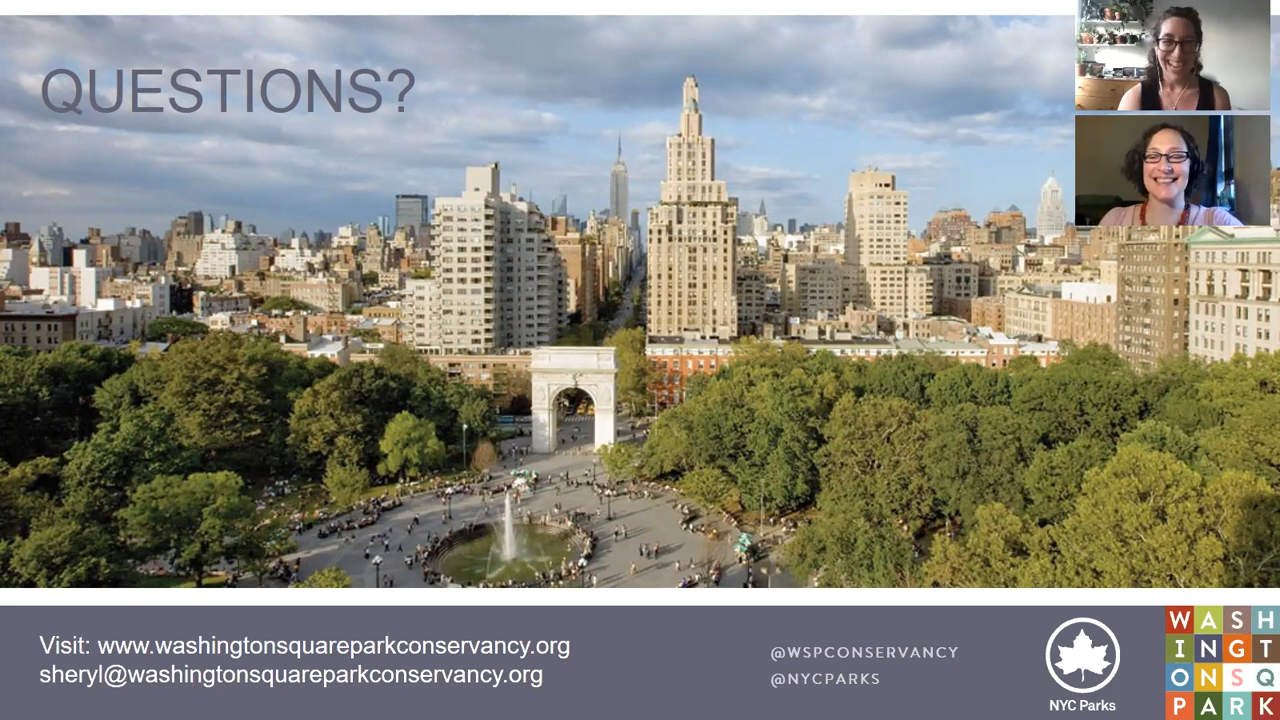 QUESTIONS?
Visit: www.washingtonsquareparkconservancy.org
sheryl@washingtonsquareparkconservancy.org
@WSPCONSERVANCY
@NYCPARKS
NYC Parks
WASH
INGT
ONSQ
PARK